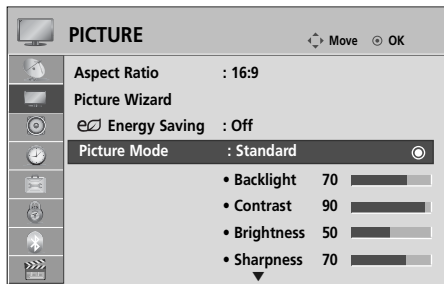 PICTURE
Move ⦿ OK
Aspect Ratio : 16:9
Picture Wizard
Energy Saving : Off
Picture Mode : Standard
• Backlight 70
• Contrast 90
• Brightness 50
• Sharpness 70